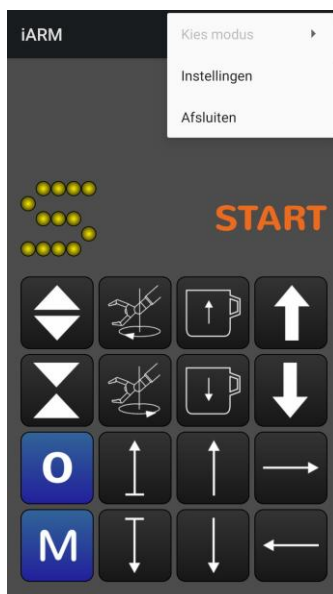 iARM
Kies modus
Instellingen
Afsluiten
S
START
O
M